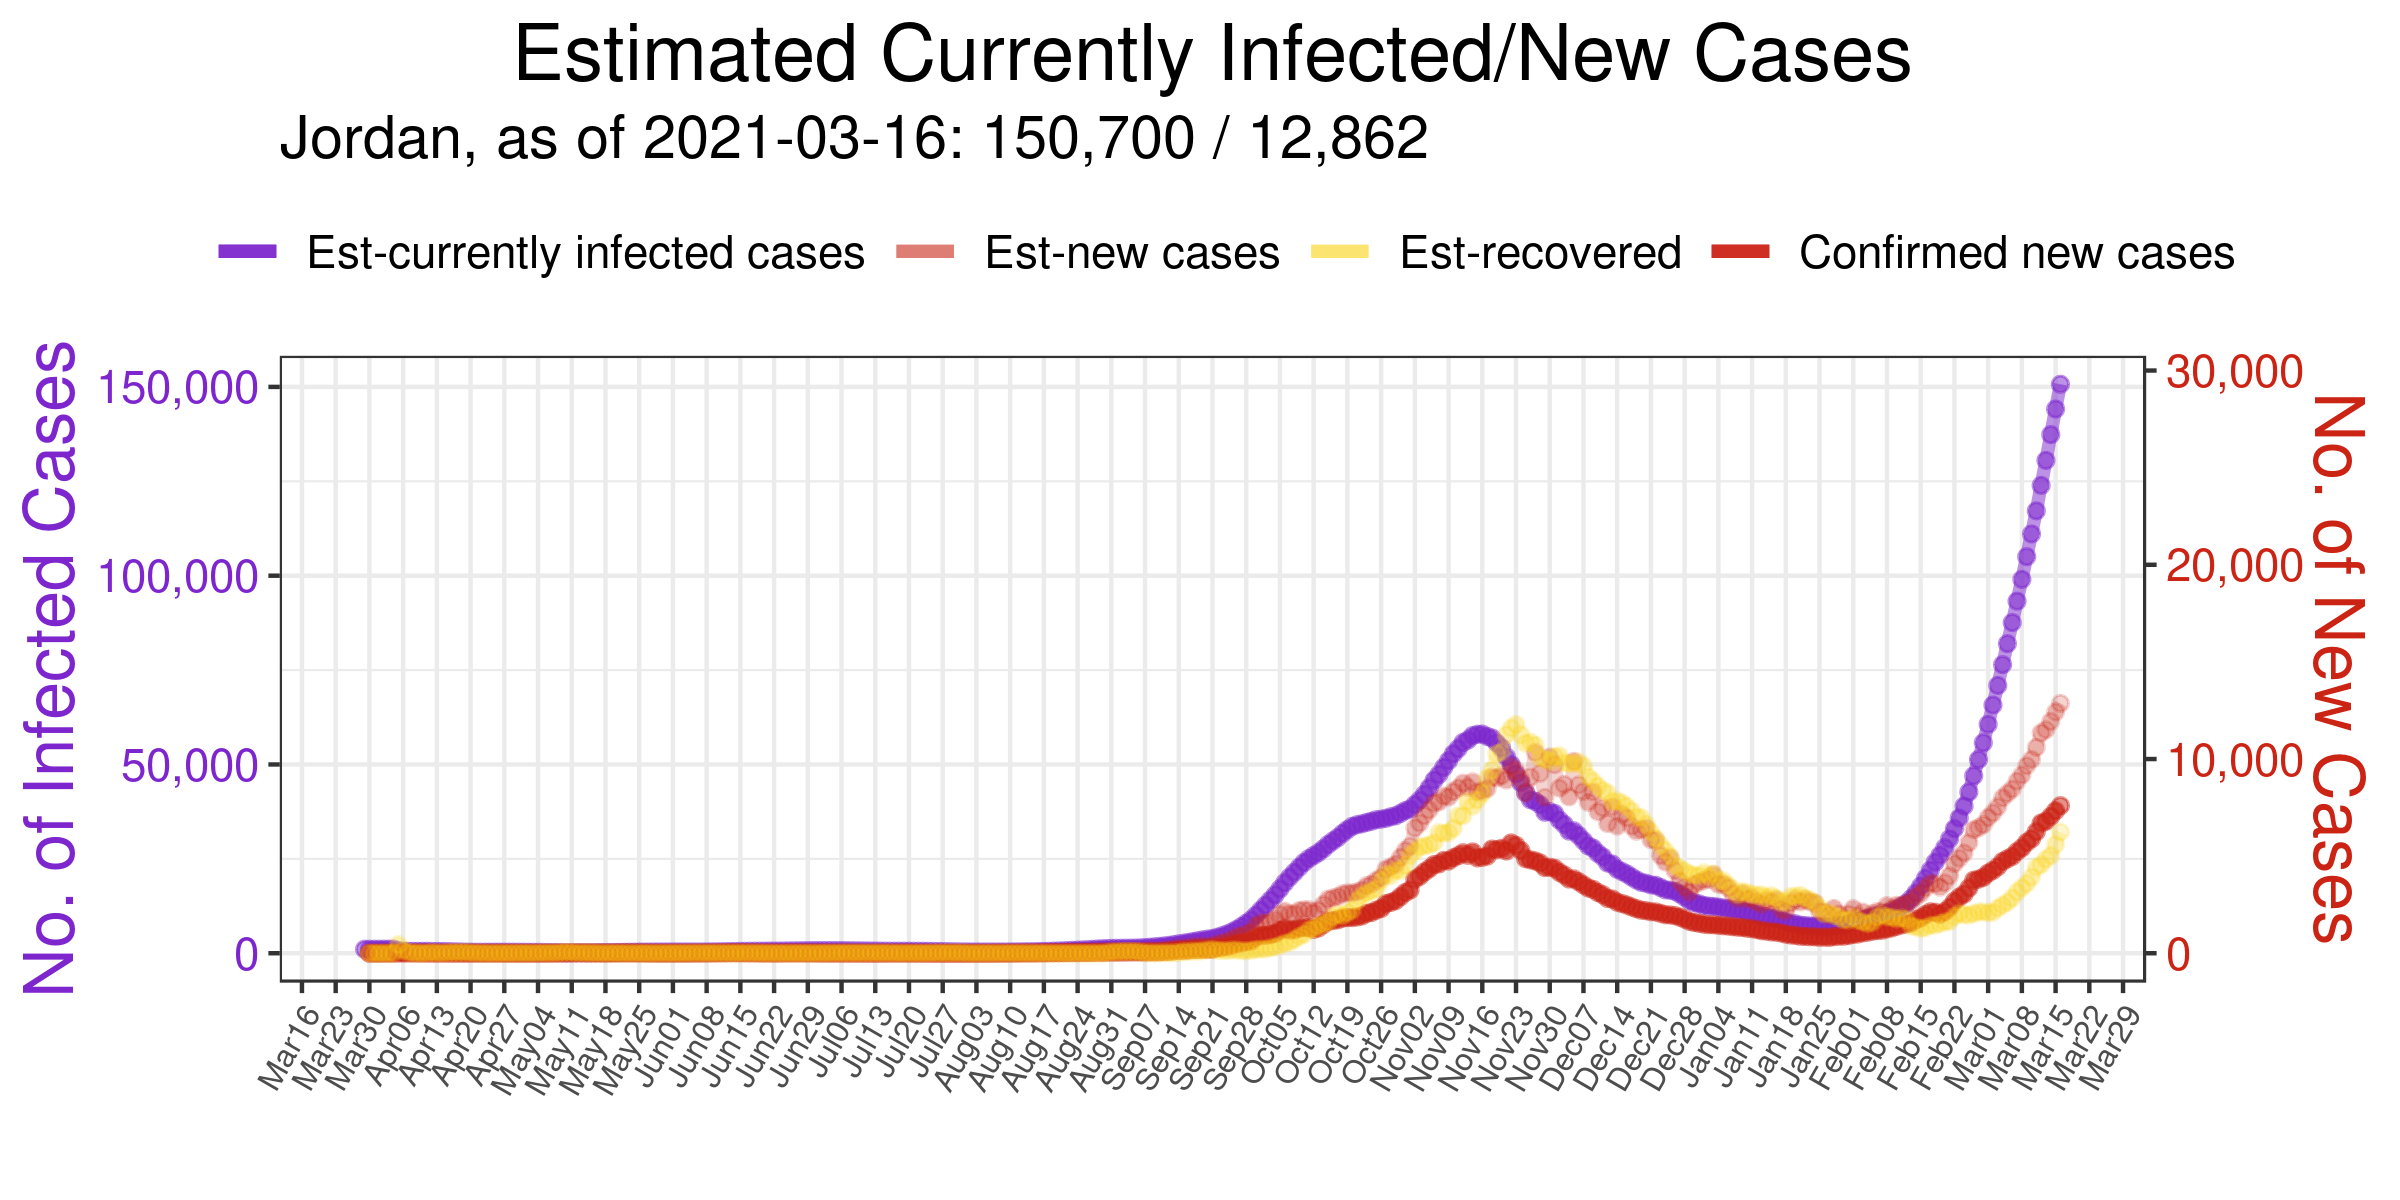 Estimated Currently Infected/New Cases
Jordan, as of 2021-03-16: 150,700 / 12,862
Est-currently infected cases
Est-new cases
Est-recovered
Confirmed new cases
No. of Infected Cases
150,000
100,000
50,000
0
30,000
20,000
10,000
0
No. of New Cases
Mar16
Mar23
Mar30
Apr06
Apr13
Apr20
Apr27
May04
May11
May18
May25
Jun01
Jun08
Jun15
Jun22
Jun29
Jul06
Jul13
Jul20
Jul27
Aug03
Aug10
Aug17
Aug24
Aug31
Sep07
Sep14
Sep21
Sep28
Oct05
Oct12
Oct19
Oct26
Nov02
Nov09
Nov16
Nov23
Nov30
Dec07
Dec14
Dec21
Dec28
Jan04
Jan11
Jan18
Jan25
Feb01
Feb08
Feb15
Feb22
Mar01
Mar08
Mar15
Mar22
Mar29